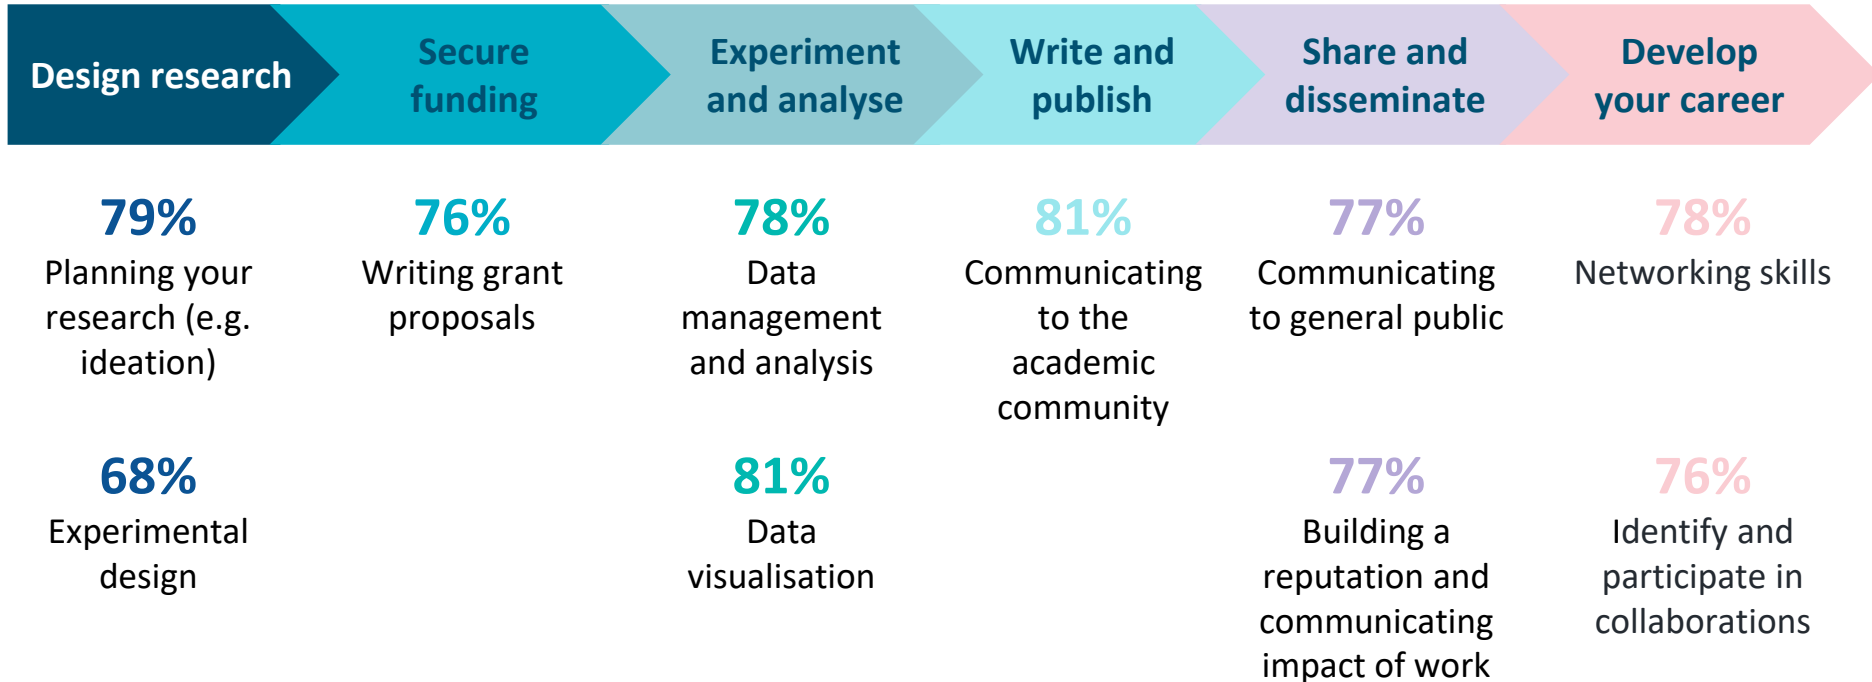 Design research
Secure
funding
Experiment
and analyse
Write and
publish
Share and
disseminate
Develop
your career
79%
Planning your
research (e.g.
ideation)
68%
Experimental
design
76%
Writing grant
proposals
78%
Data
management
and analysis
81%
Data
visualisation
81%
Communicating
to the
academic
community
77%
Communicating
to general public
77%
Building a
reputation and
communicating
impact of work
78%
Networking skills
76%
Identify and
participate in
collaborations